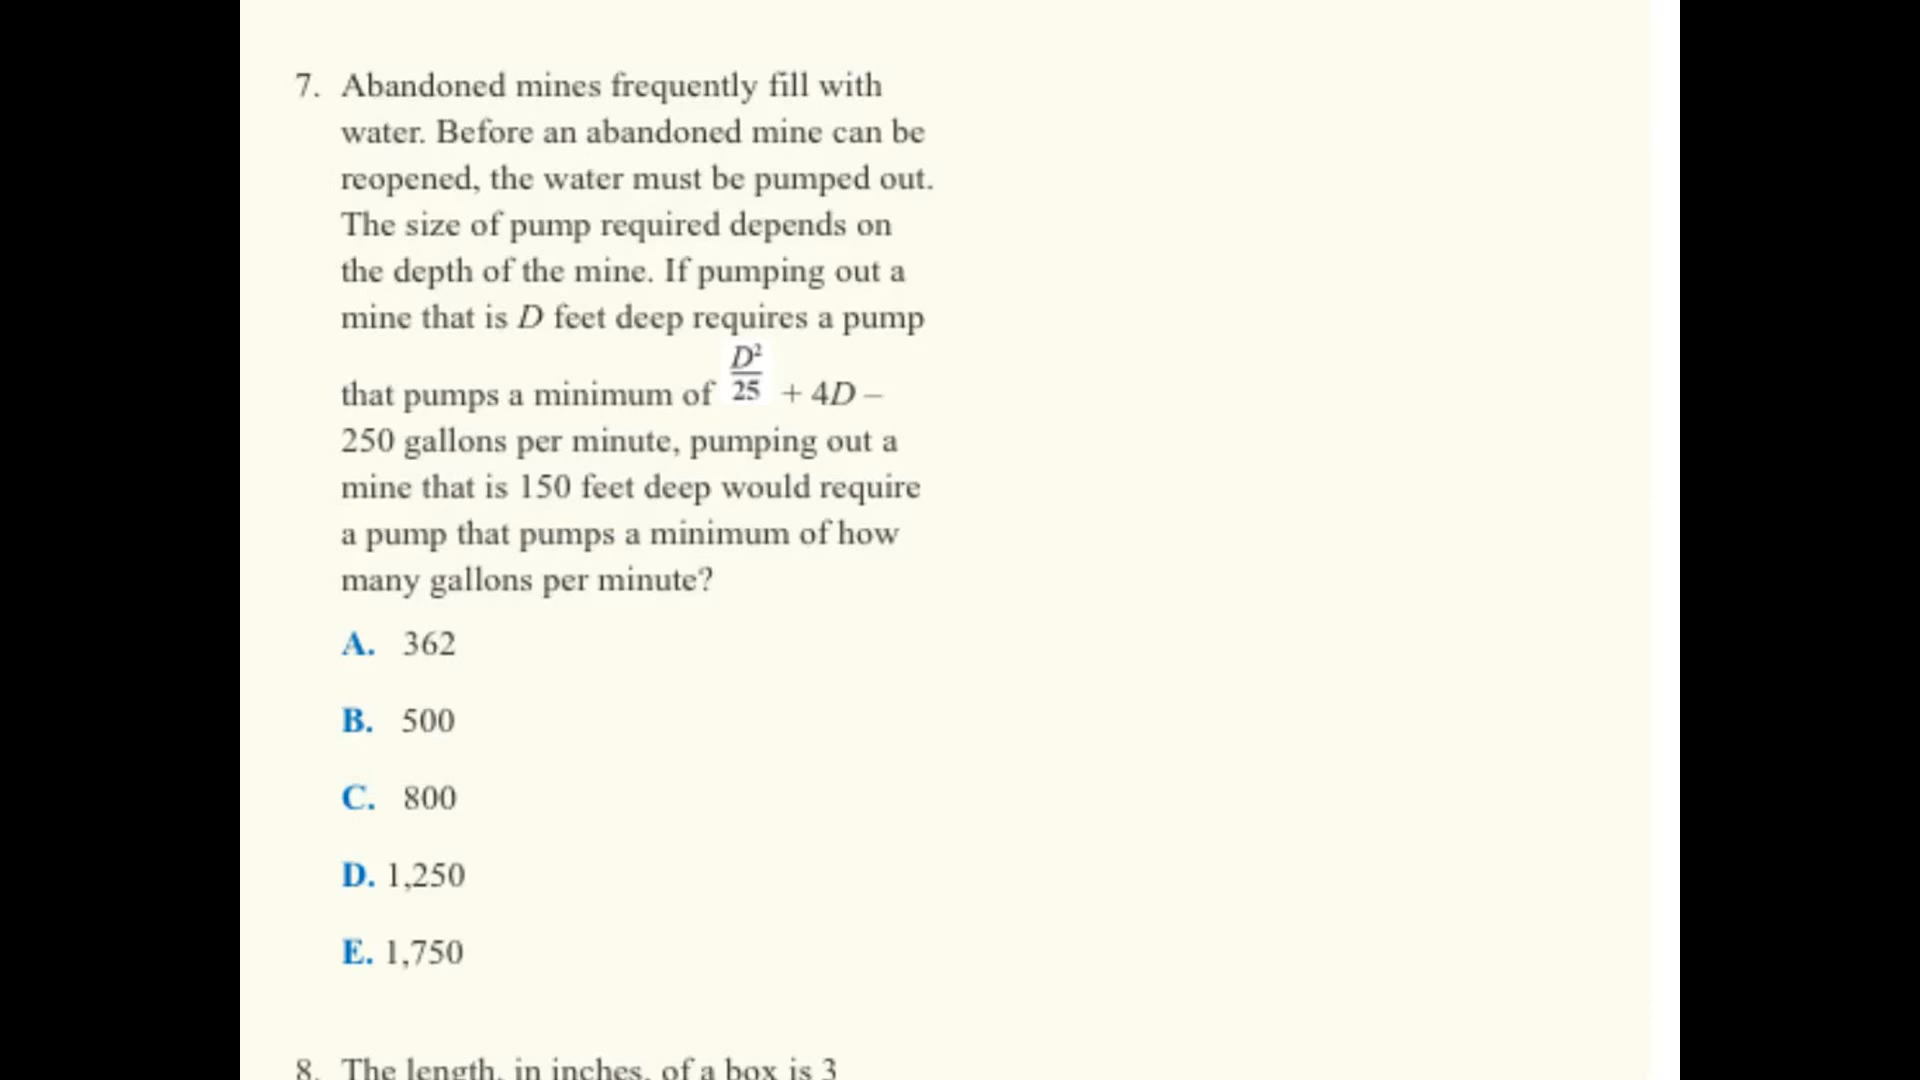 7. Abandoned mines frequently fill with
water. Before an abandoned mine can be
reopened, the water must be pumped out.
The size of pump required depends on
the depth of the mine. If pumping out a
mine that is D feet deep requires a pump
that pumps a minimum of D²/25 + 4D –
250 gallons per minute, pumping out a
mine that is 150 feet deep would require
a pump that pumps a minimum of how
many gallons per minute?
A. 362
B. 500
C. 800
D. 1,250
E. 1,750
8. The length, in inches, of a box is 3